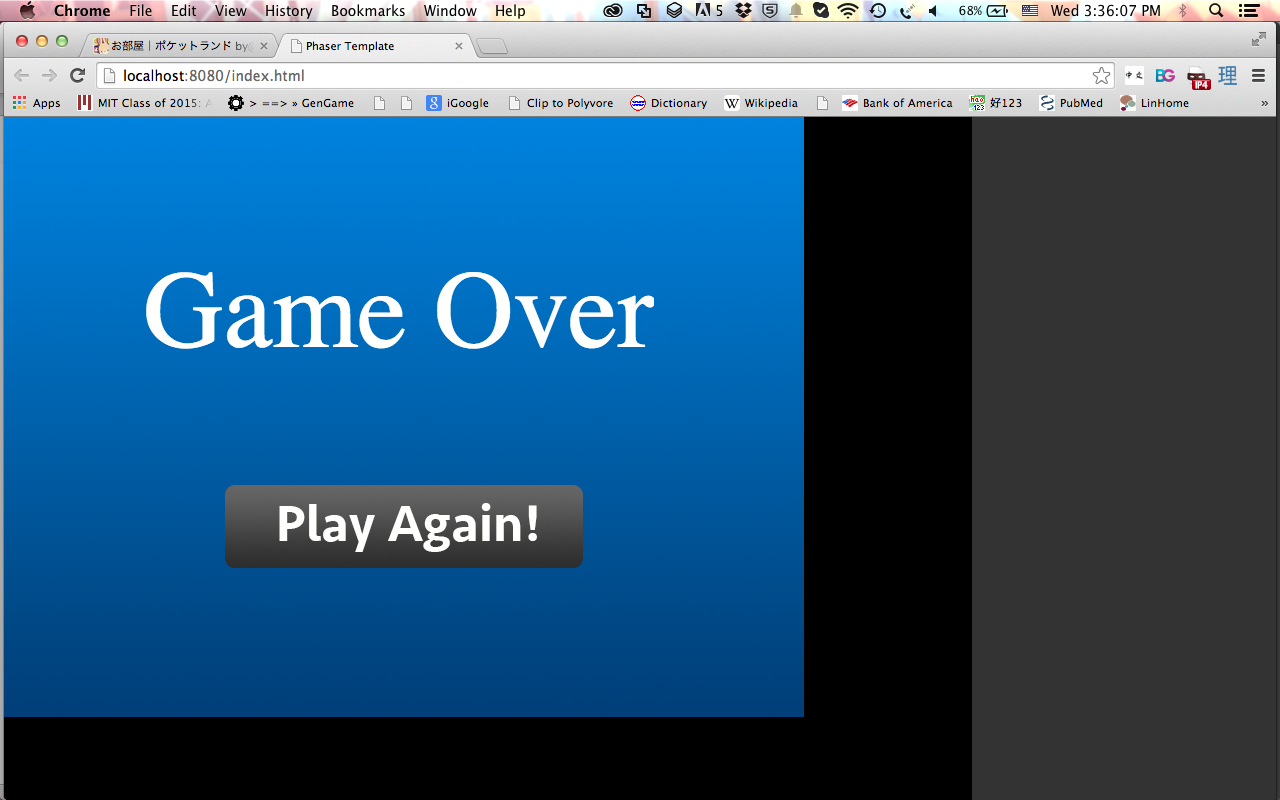 Chrome File Edit View History Bookmarks Window Help 5 68% Wed 3:36:07 PM
お部屋｜ポケットランド by Phaser Template
localhost:8080/index.html BG IP4 理
Apps MIT Class of 2015: > ==> » GenGame iGoogle Clip to Polyvore Dictionary Wikipedia Bank of America 好123 PubMed LinHome »
Game Over
Play Again!